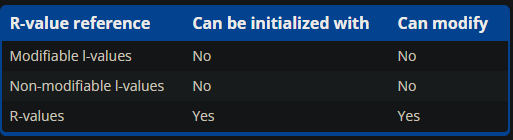 R-value reference Can be initialized with Can modify
Modifiable l-values No No
Non-modifiable l-values No No
R-values Yes Yes